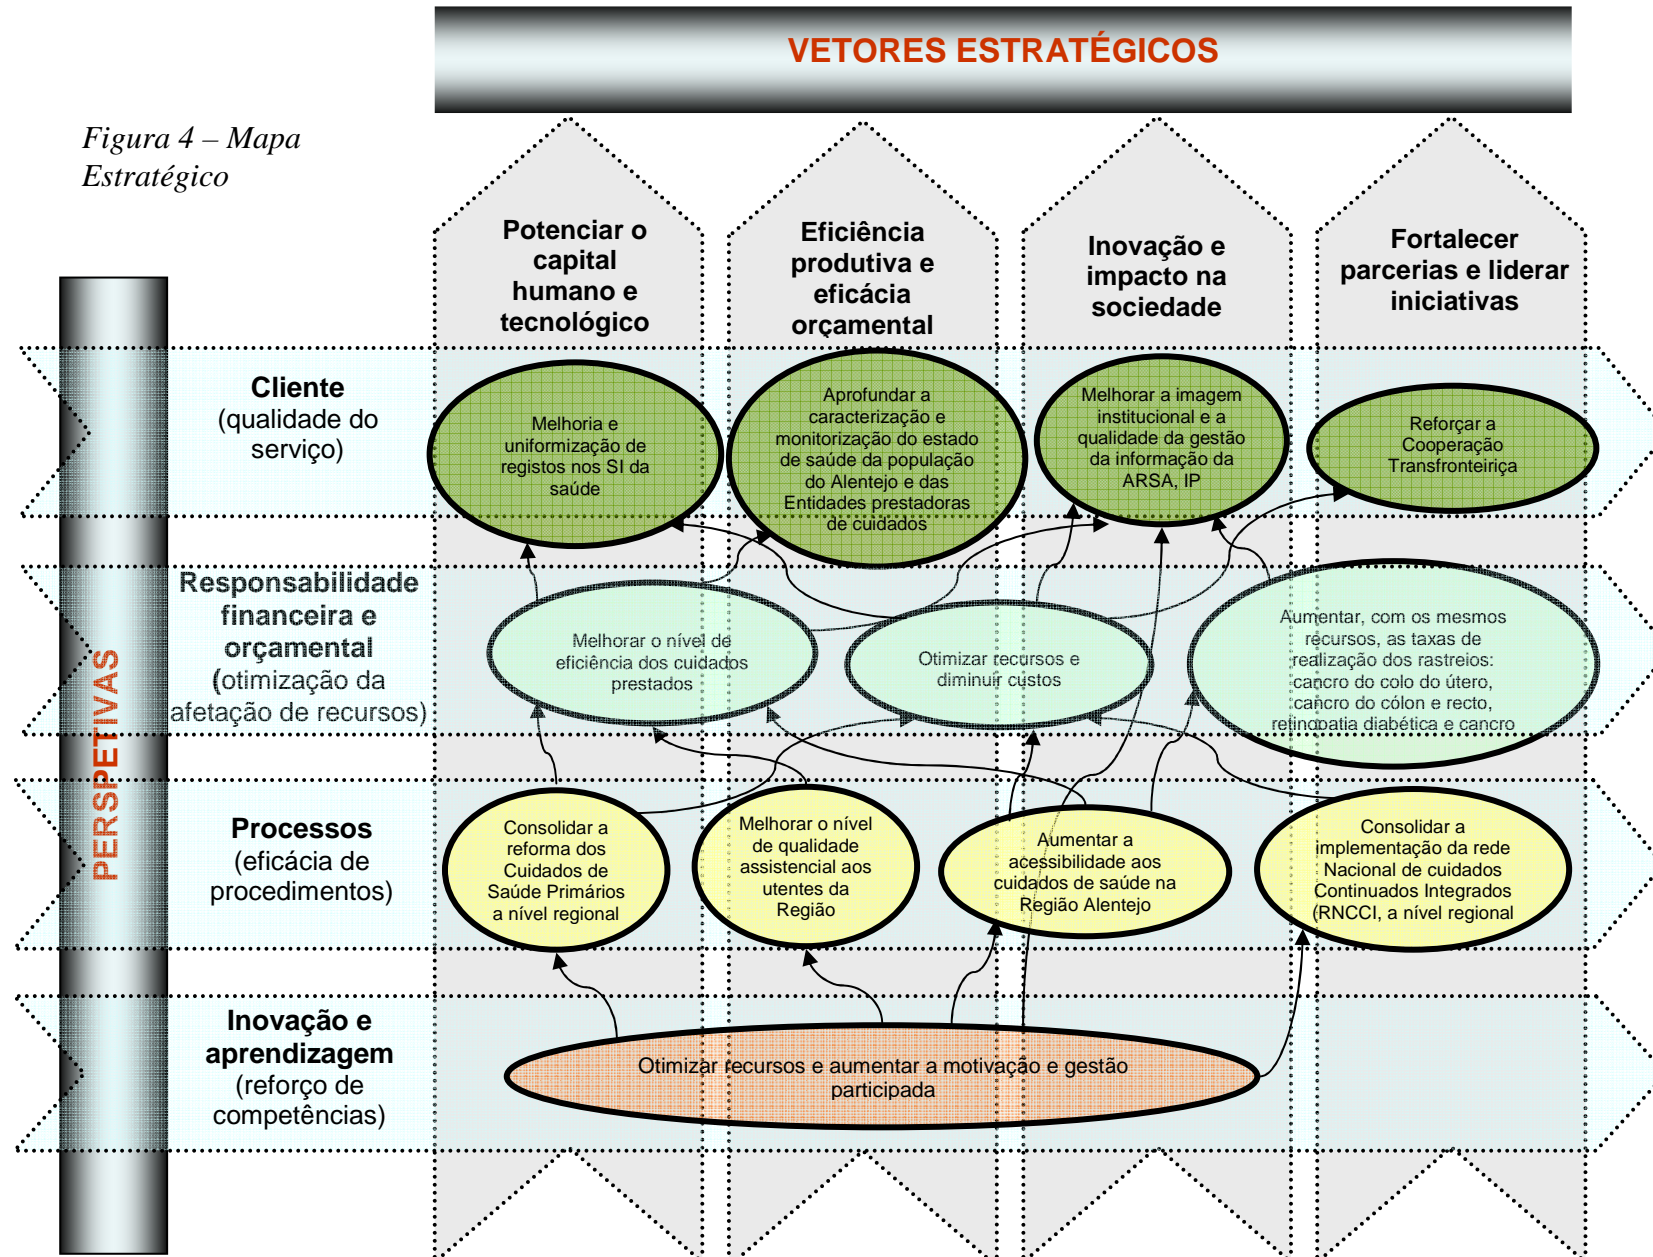 VETORES ESTRATÉGICOS
Figura 4 – Mapa
Estratégico
Potenciar o
capital
humano e
tecnológico
Eficiência
produtiva e
eficácia
orçamental
Inovação e
impacto na
sociedade
Fortalecer
parcerias e liderar
iniciativas
PERSPETIVAS
Cliente
(qualidade do
serviço)
Melhoria e
uniformização de
registos nos SI da
saúde
Aprofundar a
caracterização e
monitorização do estado
de saúde da população
do Alentejo e das
Entidades prestadoras
de cuidados
Melhorar a imagem
institucional e a
qualidade da gestão
da informação da
ARSA, IP
Reforçar a
Cooperação
Transfronteiriça
Responsabilidade
financeira e
orçamental
(otimização da
afetação de recursos)
Melhorar o nível de
eficiência dos cuidados
prestados
Otimizar recursos e
diminuir custos
Aumentar, com os mesmos
recursos, as taxas de
realização dos rastreios:
cancro do colo do útero,
cancro do cólon e recto,
retinopatia diabética e cancro
Processos
(eficácia de
procedimentos)
Consolidar a
reforma dos
Cuidados de
Saúde Primários
a nível regional
Melhorar o nível
de qualidade
assistencial aos
utentes da
Região
Aumentar a
acessibilidade aos
cuidados de saúde na
Região Alentejo
Consolidar a
implementação da rede
Nacional de cuidados
Continuados Integrados
(RNCCI, a nível regional
Inovação e
aprendizagem
(reforço de
competências)
Otimizar recursos e aumentar a motivação e gestão
participada